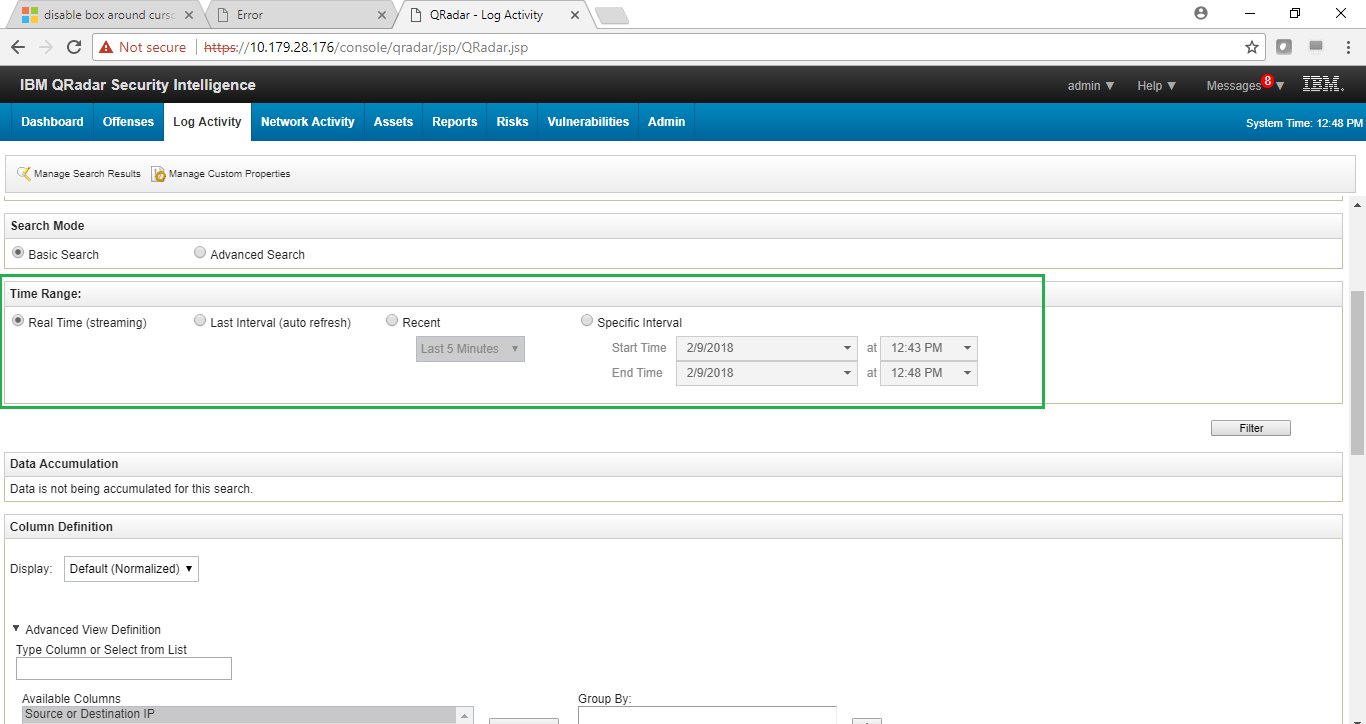 disable box around curso
Error
QRadar - Log Activity
Not secure https://10.179.28.176/console/qradar/jsp/QRadar.jsp
IBM QRadar Security Intelligence
admin ▼ Help ▼ Messages 8 ▼ IBM.
Dashboard Offenses Log Activity Network Activity Assets Reports Risks Vulnerabilities Admin System Time: 12:48 PM
Manage Search Results Manage Custom Properties
Search Mode
Basic Search Advanced Search
Time Range:
Real Time (streaming) Last Interval (auto refresh) Recent Specific Interval
Last 5 Minutes ▼ Start Time 2/9/2018 at 12:43 PM
End Time 2/9/2018 at 12:48 PM
Filter
Data Accumulation
Data is not being accumulated for this search.
Column Definition
Display: Default (Normalized) ▼
▼ Advanced View Definition
Type Column or Select from List
Available Columns Group By:
Source or Destination IP